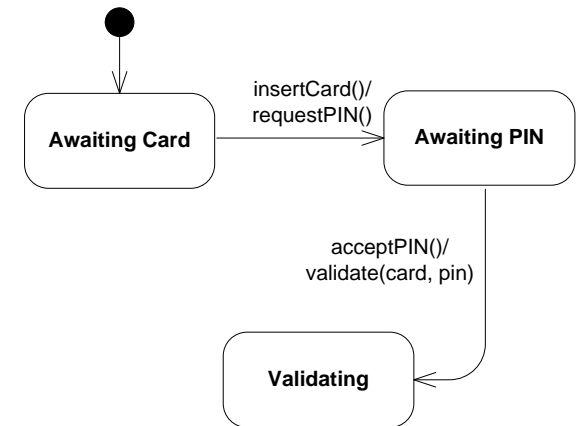 insertCard()/
requestPIN()
Awaiting Card
Awaiting PIN
acceptPIN()/
validate(card, pin)
Validating